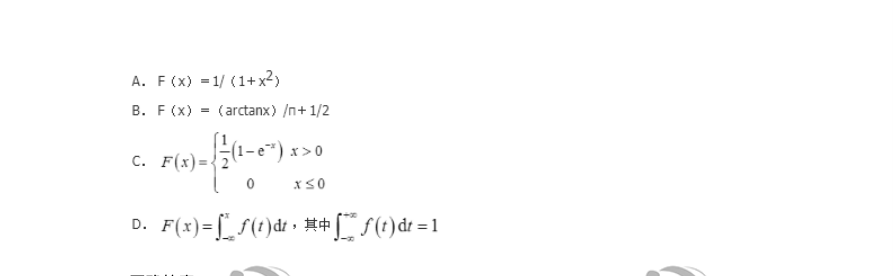 A. F（x）=1/（1+x²）
B. F（x）=（arctanx）/π+1/2
C. F(x)={1/2(1-e⁻ˣ) x>0
0 x≤0
D. F(x)=∫_{-∞}^{x} f(t)dt，其中∫_{-∞}^{+∞} f(t)dt=1